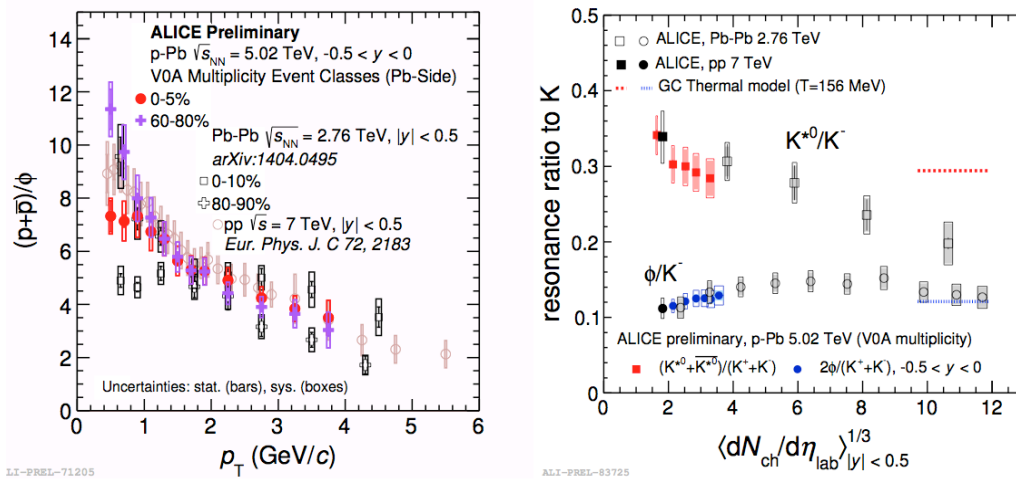 14
12
10
8
6
4
2
0
(p+p̅)/ϕ
ALICE Preliminary
p-Pb √sNN = 5.02 TeV, -0.5 < y < 0
V0A Multiplicity Event Classes (Pb-Side)
0-5%
60-80%
Pb-Pb √sNN = 2.76 TeV, |y| < 0.5
arXiv:1404.0495
0-10%
80-90%
pp √s = 7 TeV, |y| < 0.5
Eur. Phys. J. C 72, 2183
Uncertainties: stat. (bars), sys. (boxes)
0 1 2 3 4 5 6
pT (GeV/c)
LI-PREL-71205
0.5
0.4
0.3
0.2
0.1
0
resonance ratio to K
ALICE, Pb-Pb 2.76 TeV
ALICE, pp 7 TeV
GC Thermal model (T=156 MeV)
K*0/K-
ϕ/K-
ALICE preliminary, p-Pb 5.02 TeV (V0A multiplicity)
(K*0+K̅*0)/(K++K-)
2ϕ/(K++K-), -0.5 < y < 0
0 2 4 6 8 10 12
⟨dNch/dηlab⟩1/3|y| < 0.5
ALI-PREL-83725